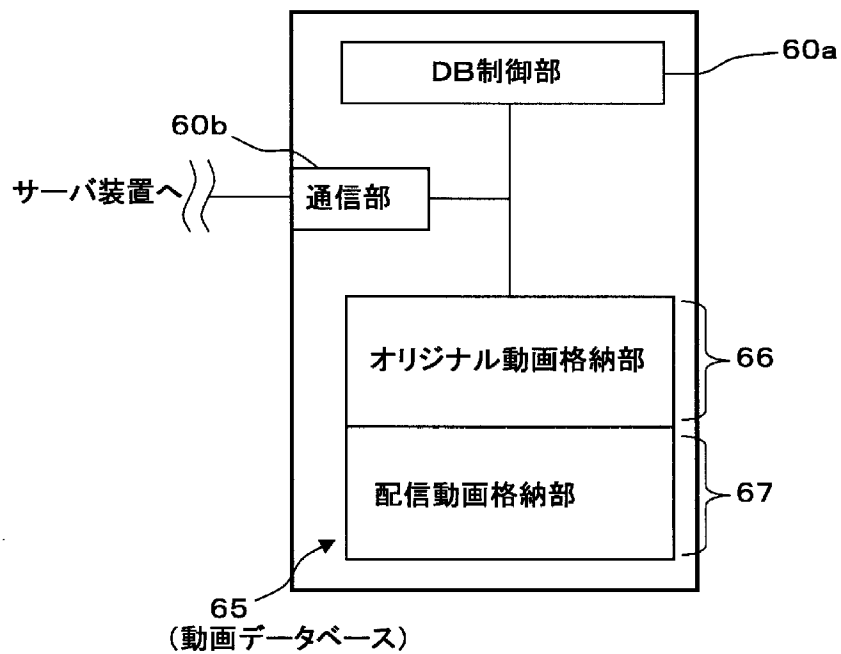 DB制御部
60a
60b
サーバ装置へ
通信部
オリジナル動画格納部
66
配信動画格納部
67
65
(動画データベース)